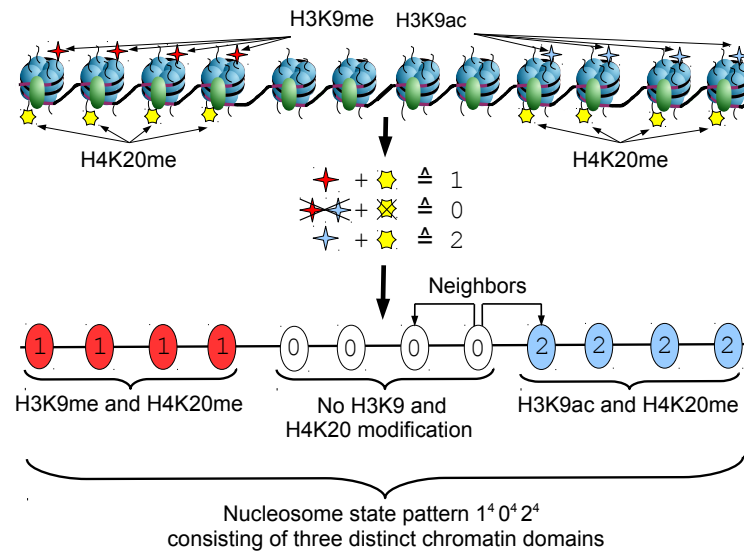 H3K9me H3K9ac
H4K20me H4K20me
+ ≙ 1
+ ≙ 0
+ ≙ 2
Neighbors
1 1 1 1 0 0 0 0 2 2 2 2
H3K9me and H4K20me
No H3K9 and
H4K20 modification
H3K9ac and H4K20me
Nucleosome state pattern 1⁴ 0⁴ 2⁴
consisting of three distinct chromatin domains